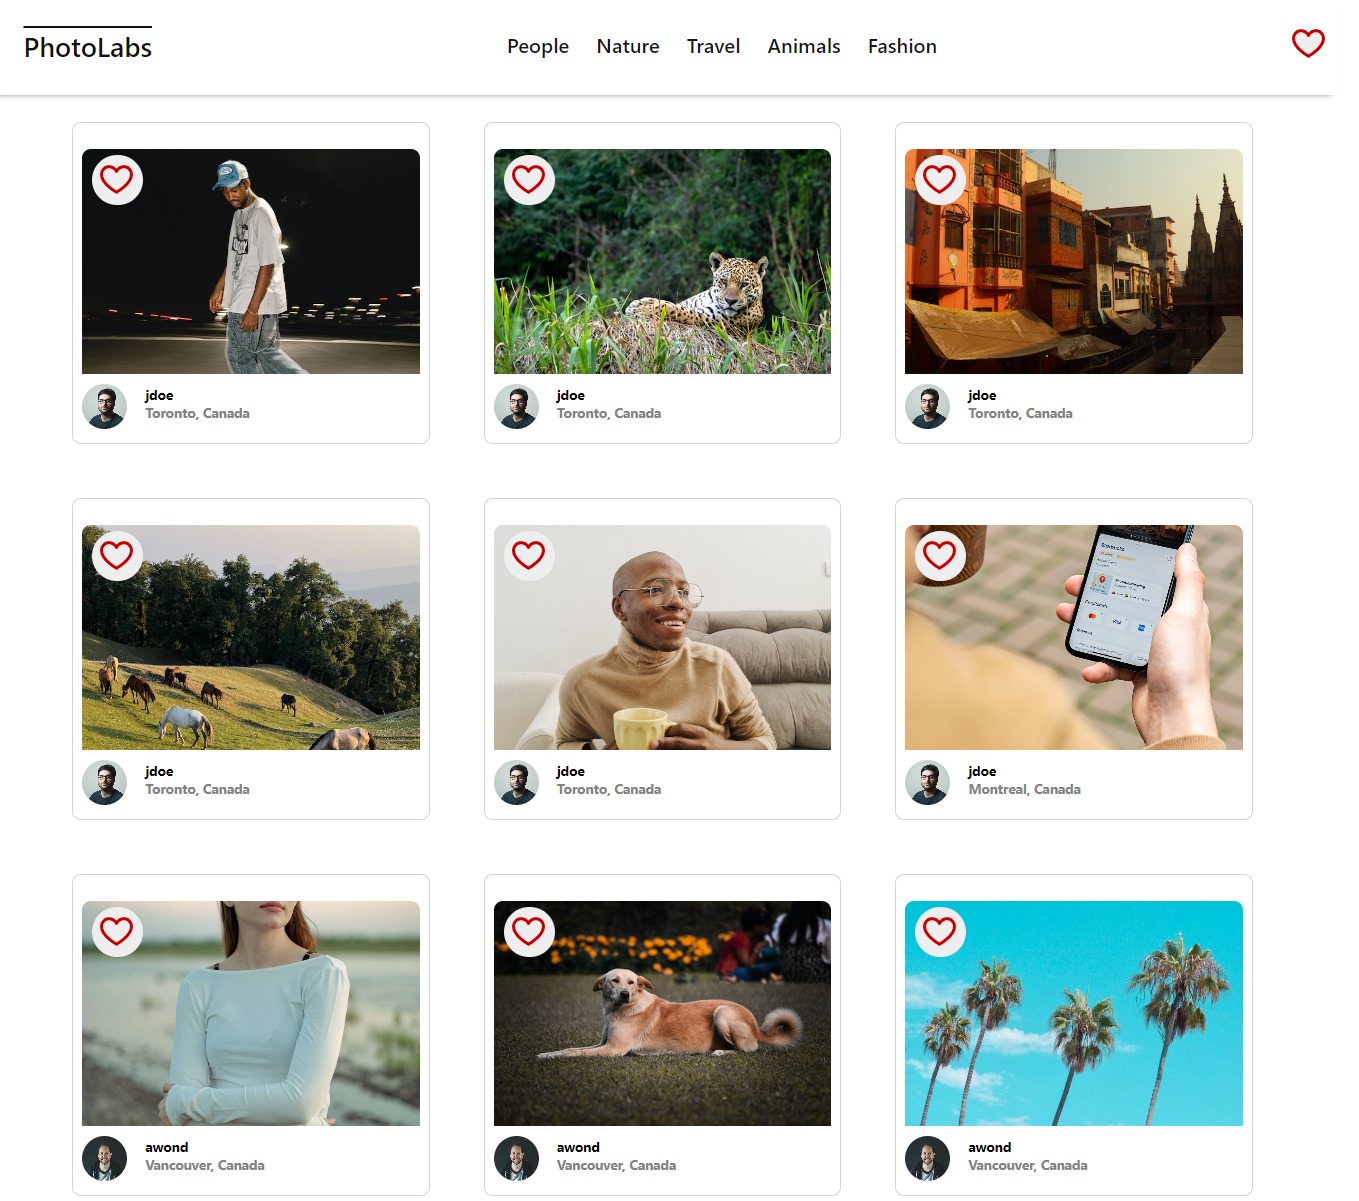 PhotoLabs
People Nature Travel Animals Fashion
jdoe
Toronto, Canada
jdoe
Toronto, Canada
jdoe
Toronto, Canada
jdoe
Toronto, Canada
jdoe
Toronto, Canada
jdoe
Montreal, Canada
awond
Vancouver, Canada
awond
Vancouver, Canada
awond
Vancouver, Canada